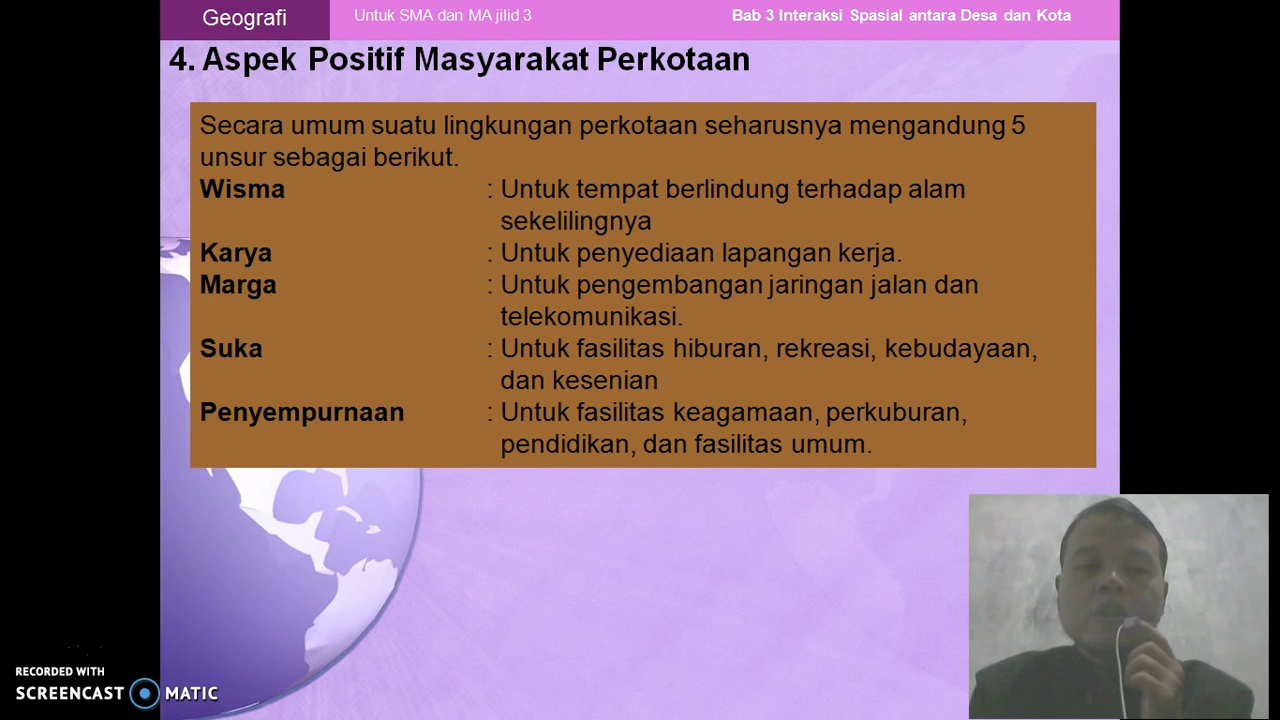 Geografi
Untuk SMA dan MA jilid 3
Bab 3 Interaksi Spasial antara Desa dan Kota
4. Aspek Positif Masyarakat Perkotaan
Secara umum suatu lingkungan perkotaan seharusnya mengandung 5
unsur sebagai berikut.
Wisma : Untuk tempat berlindung terhadap alam
sekelilingnya
Karya : Untuk penyediaan lapangan kerja.
Marga : Untuk pengembangan jaringan jalan dan
telekomunikasi.
Suka : Untuk fasilitas hiburan, rekreasi, kebudayaan,
dan kesenian
Penyempurnaan : Untuk fasilitas keagamaan, perkuburan,
pendidikan, dan fasilitas umum.
RECORDED WITH
SCREENCAST MATIC